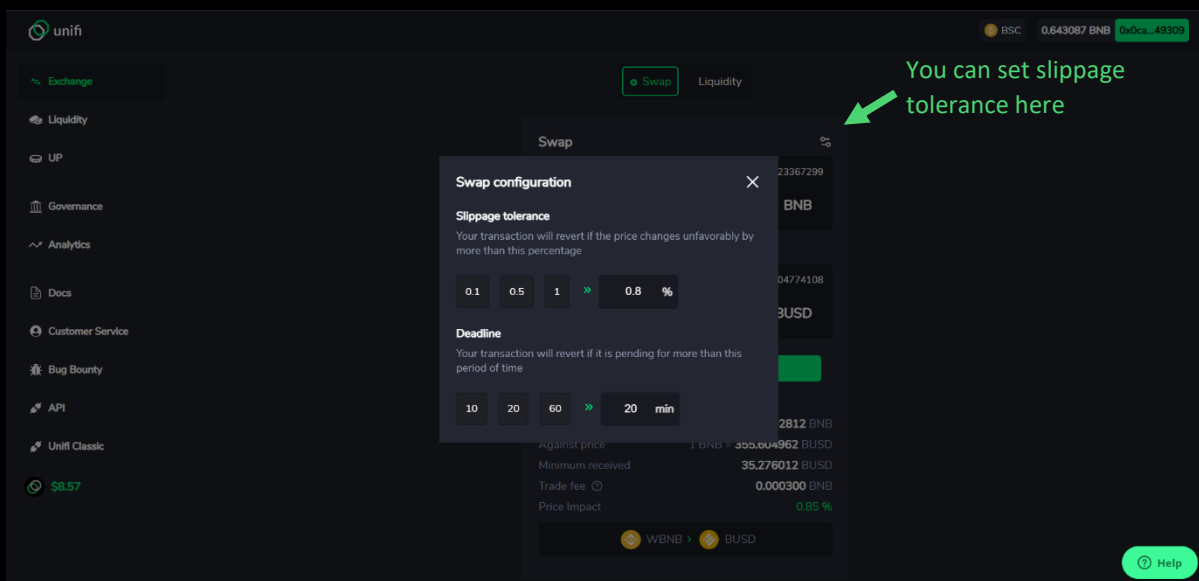 unifi
BSC
0.643087 BNB
0x0ca...49309
You can set slippage
tolerance here
Exchange
Liquidity
UP
Governance
Analytics
Docs
Customer Service
Bug Bounty
API
Unifi Classic
$8.57
Swap
Liquidity
Swap
23367299
BNB
04774108
BUSD
Swap configuration
Slippage tolerance
Your transaction will revert if the price changes unfavorably by
more than this percentage
0.1 0.5 1 » 0.8 %
Deadline
Your transaction will revert if it is pending for more than this
period of time
10 20 60 » 20 min
2812 BNB
Against price 1 BNB = 355.604962 BUSD
Minimum received 35.276012 BUSD
Trade fee 0.000300 BNB
Price Impact 0.85 %
WBNB > BUSD
Help